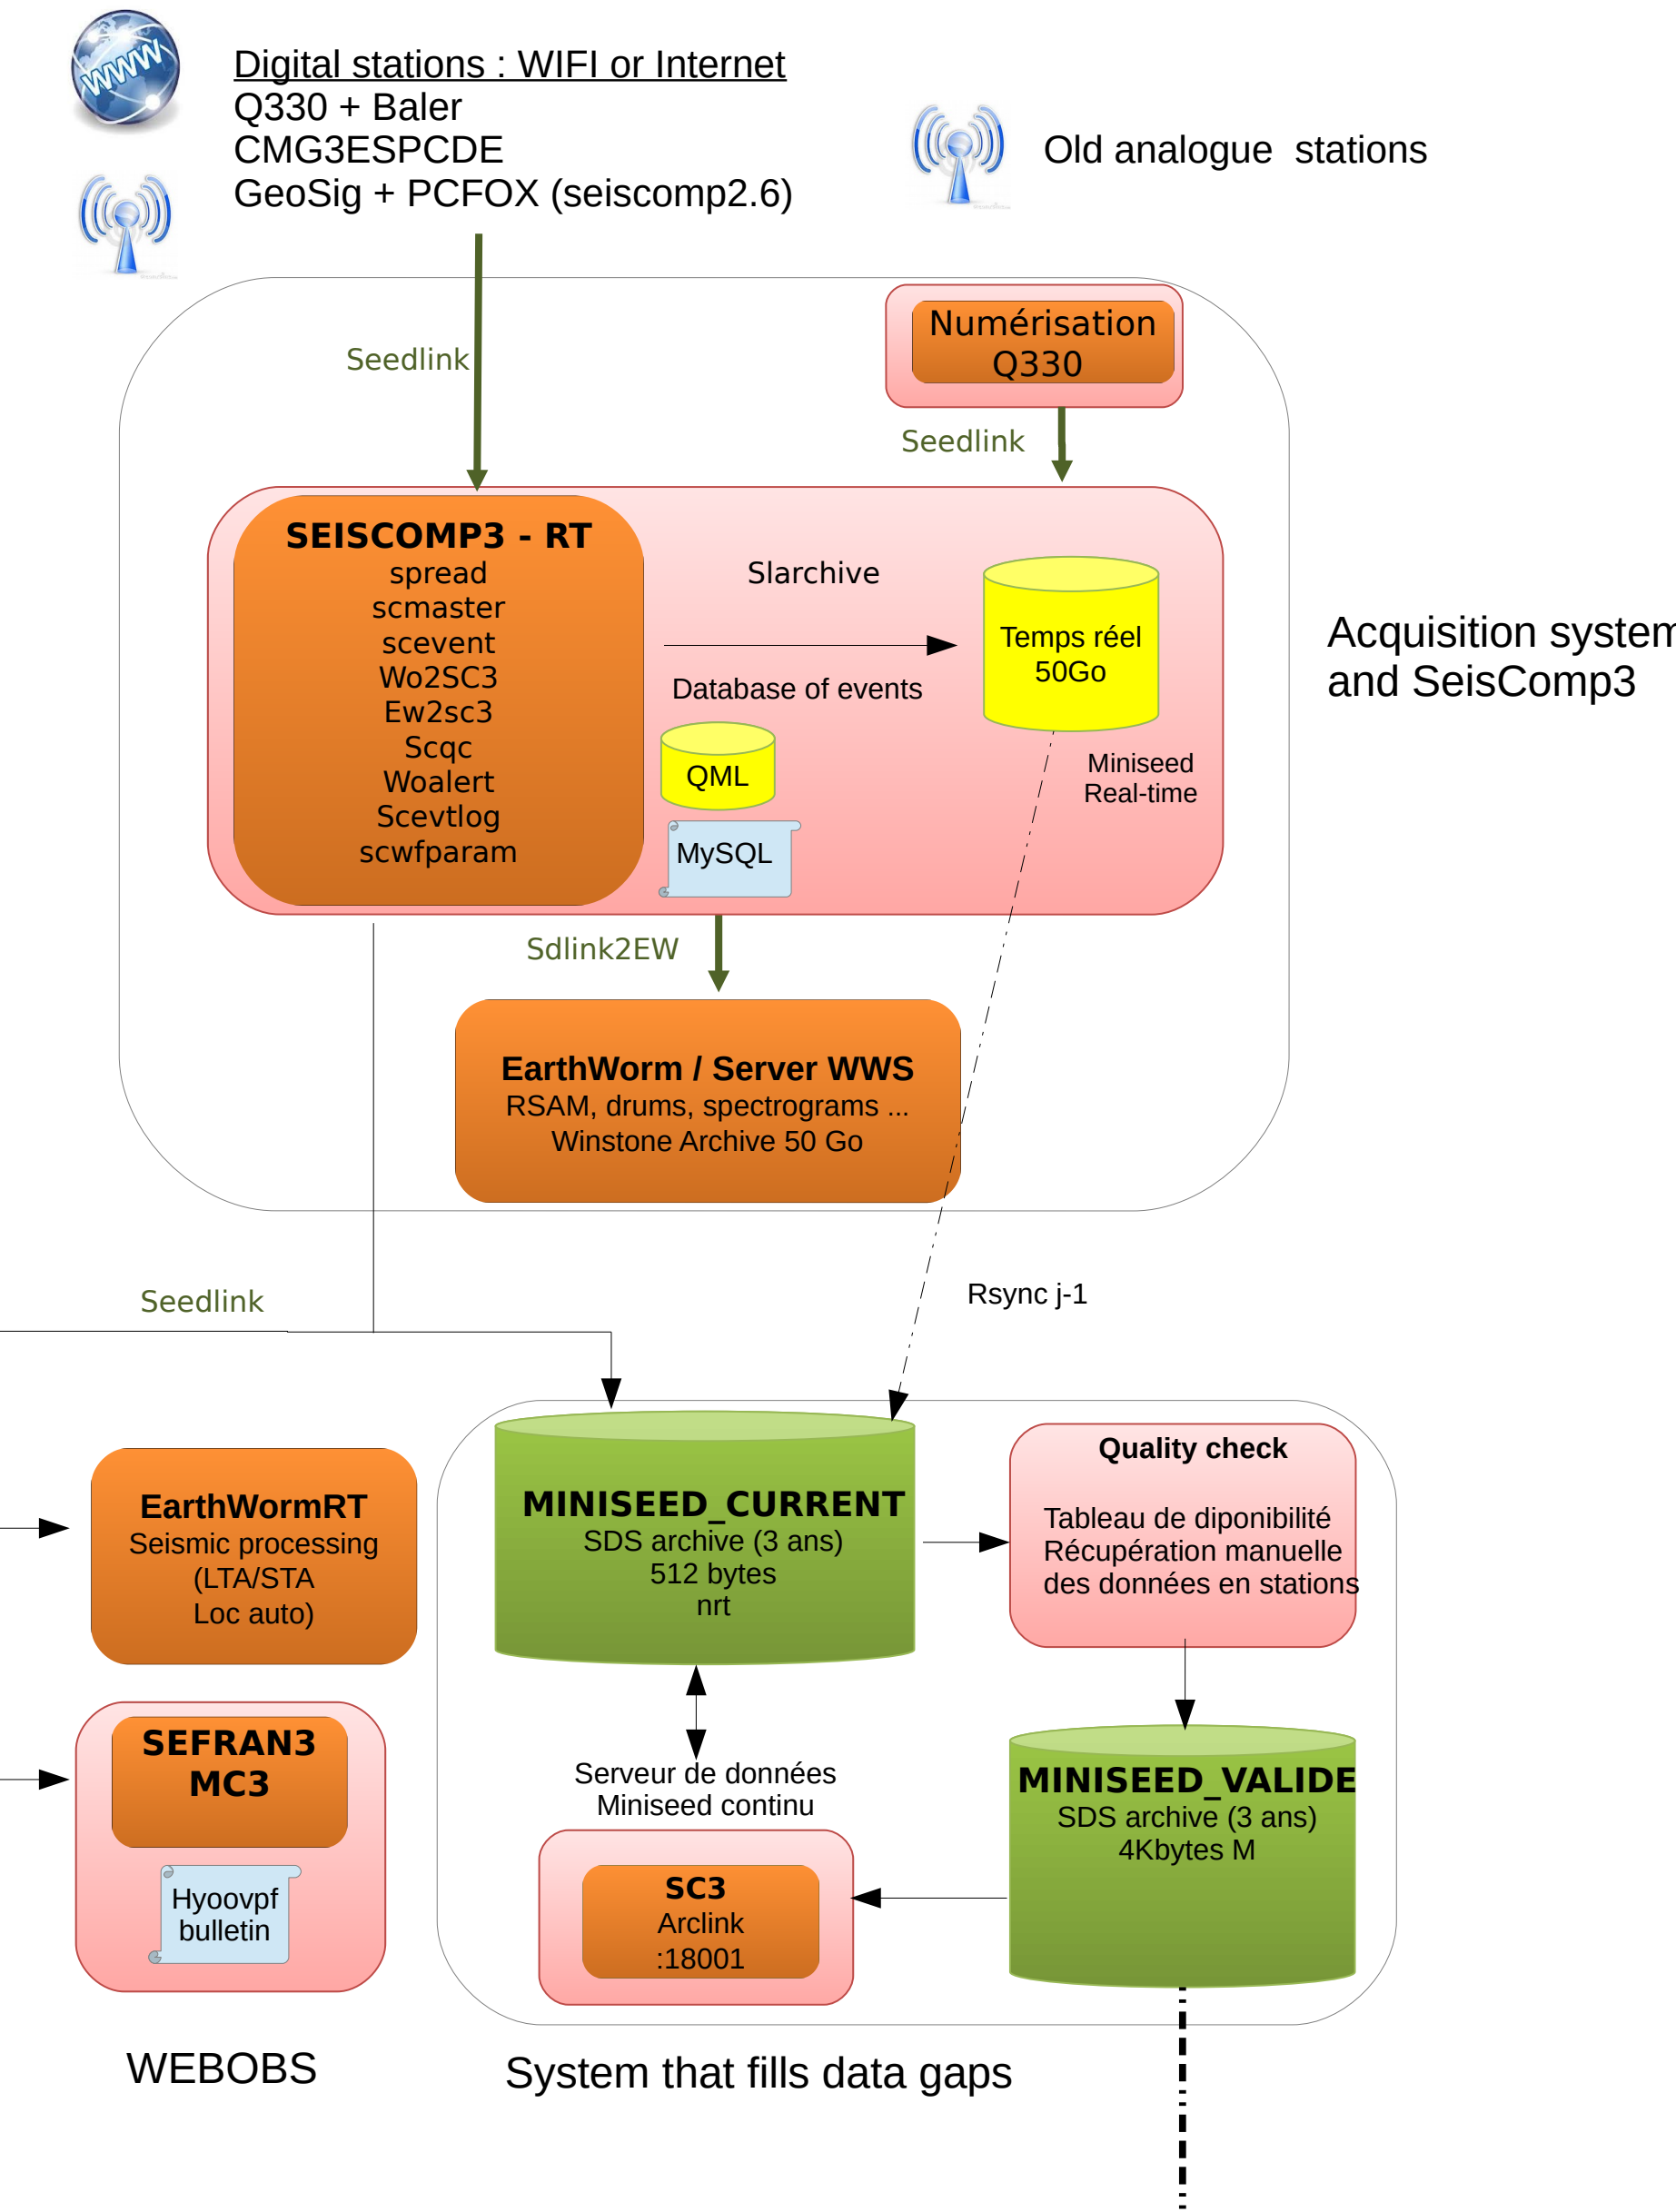 WWW
Digital stations : WIFI or Internet
Q330 + Baler
CMG3ESPCDE
GeoSig + PCFOX (seiscomp2.6)
Old analogue stations
Numérisation
Q330
Seedlink
Seedlink
SEISCOMP3 - RT
spread
scmaster
scevent
Wo2SC3
Ew2sc3
Scqc
Woalert
Scevtlog
scwfparam
Slarchive
Database of events
QML
MySQL
Temps réel
50Go
Miniseed
Real-time
Acquisition system
and SeisComp3
Sdlink2EW
EarthWorm / Server WWS
RSAM, drums, spectrograms ...
Winstone Archive 50 Go
Seedlink
Rsync j-1
EarthWormRT
Seismic processing
(LTA/STA
Loc auto)
MINISEED_CURRENT
SDS archive (3 ans)
512 bytes
nrt
Quality check
Tableau de diponibilité
Récupération manuelle
des données en stations
SEFRAN3
MC3
Hyoovpf
bulletin
Serveur de données
Miniseed continu
SC3
Arclink
:18001
MINISEED_VALIDE
SDS archive (3 ans)
4Kbytes M
WEBOBS
System that fills data gaps